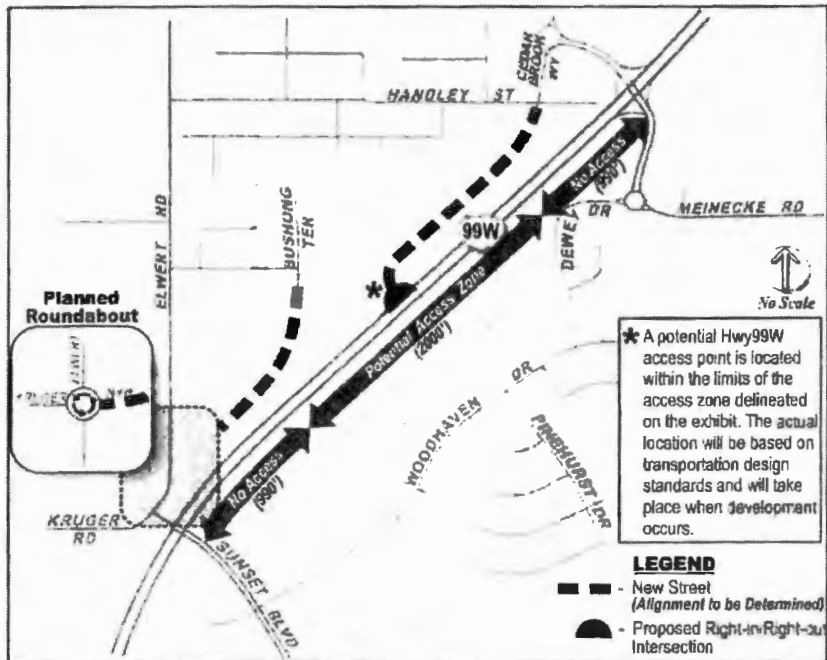 CEDAR
BROOK
WY
HANDLEY ST
ELWERT RD
BUSHONG
TER
No Access
(990')
99W
DR
MEINECKE RD
DEWE
Potential Access Zone
(2000')
No Scale
Planned
Roundabout
ELWERT
KRUGER
No Access
(990')
WOODHAVEN DR
PINEHURST DR
KRUGER
RD
SUNSET BLVD
* A potential Hwy99W
access point is located
within the limits of the
access zone delineated
on the exhibit. The actual
location will be based on
transportation design
standards and will take
place when development
occurs.
LEGEND
- New Street
(Alignment to be Determined)
- Proposed Right-in/Right-out
Intersection